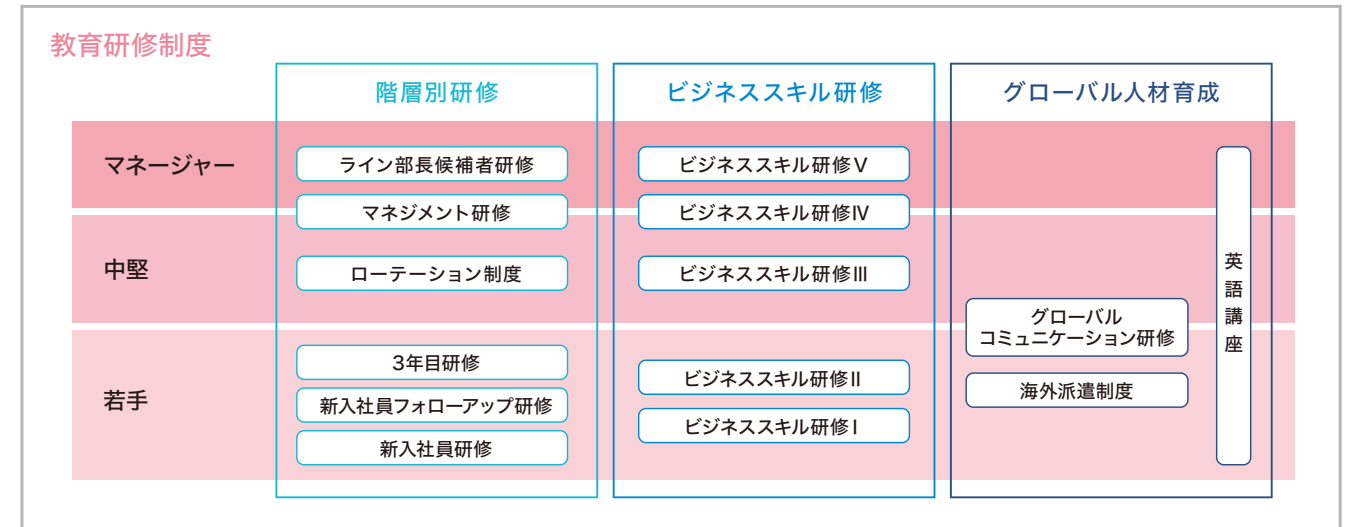 教育研修制度
階層別研修
ビジネススキル研修
グローバル人材育成
マネージャー
ライン部長候補者研修
ビジネススキル研修Ⅴ
マネジメント研修
ビジネススキル研修Ⅳ
中堅
ローテーション制度
ビジネススキル研修Ⅲ
英語講座
グローバル
コミュニケーション研修
若手
3年目研修
新入社員フォローアップ研修
新入社員研修
ビジネススキル研修Ⅱ
ビジネススキル研修Ⅰ
海外派遣制度